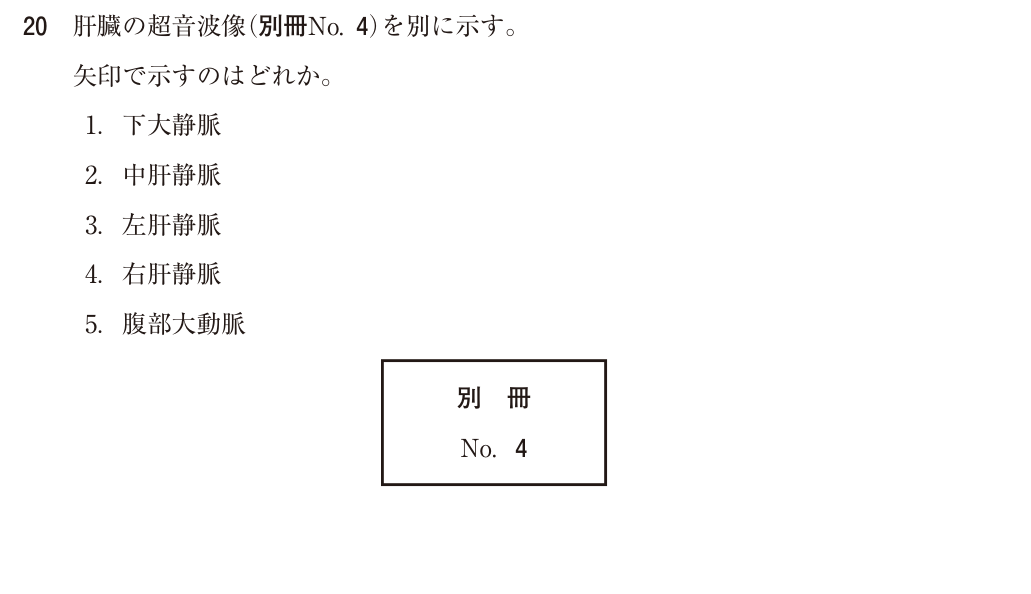 20 肝臓の超音波像(別冊No. 4)を別に示す。
矢印で示すのはどれか。
1. 下大静脈
2. 中肝静脈
3. 左肝静脈
4. 右肝静脈
5. 腹部大動脈
別 冊
No. 4